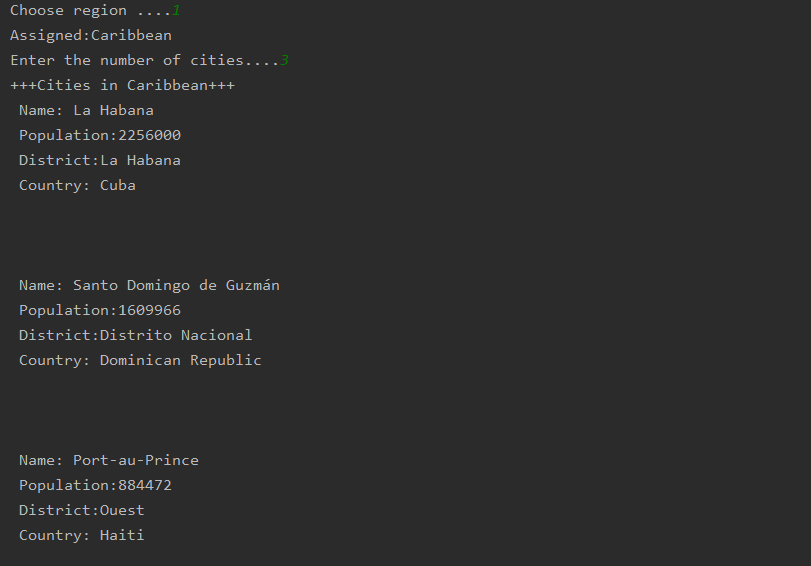 Choose region ....1
Assigned:Caribbean
Enter the number of cities....3
+++Cities in Caribbean+++
Name: La Habana
Population:2256000
District:La Habana
Country: Cuba
Name: Santo Domingo de Guzmán
Population:1609966
District:Distrito Nacional
Country: Dominican Republic
Name: Port-au-Prince
Population:884472
District:Ouest
Country: Haiti